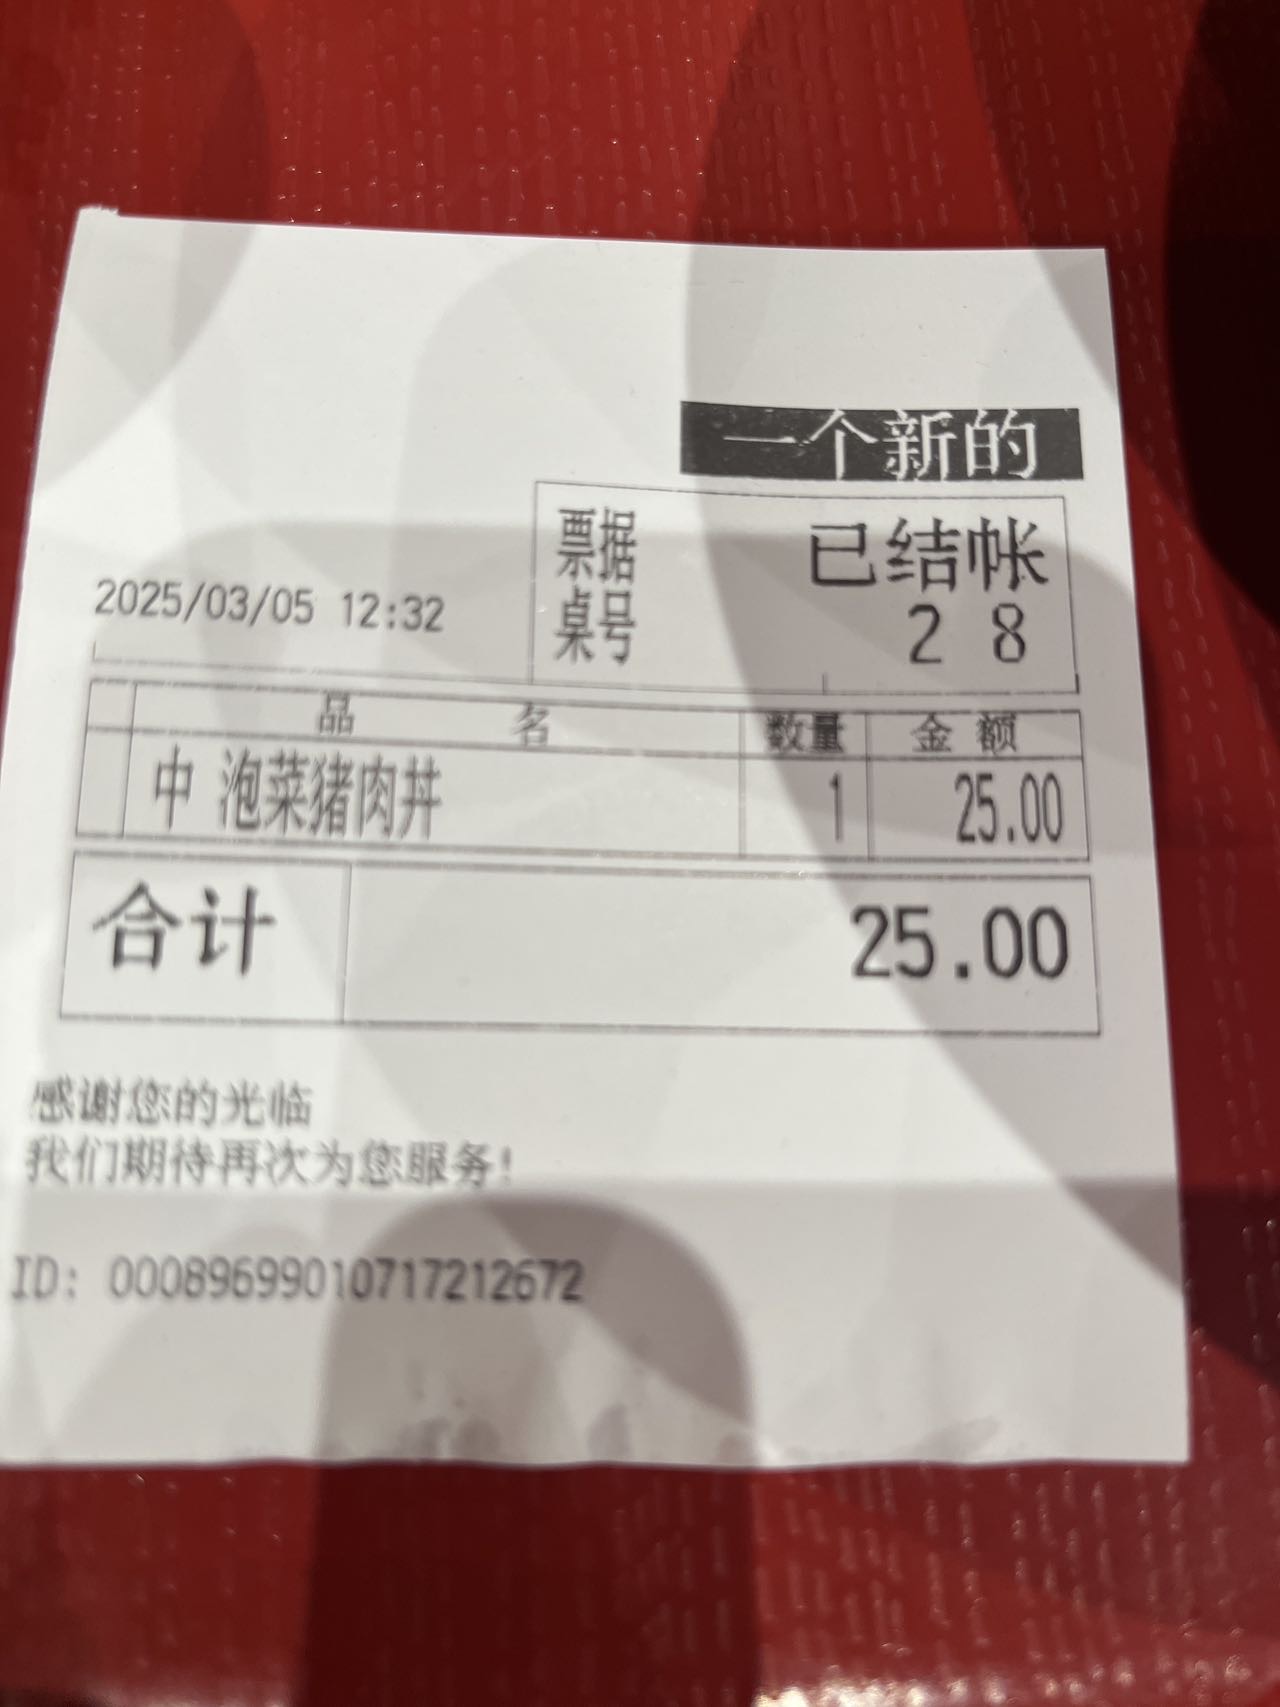 一个新的
票据 已结帐
2025/03/05 12:32
桌号 2 8
品 名 数量 金 额
中 泡菜猪肉丼 1 25.00
合计 25.00
感谢您的光临
我们期待再次为您服务!
ID: 00089699010717212672